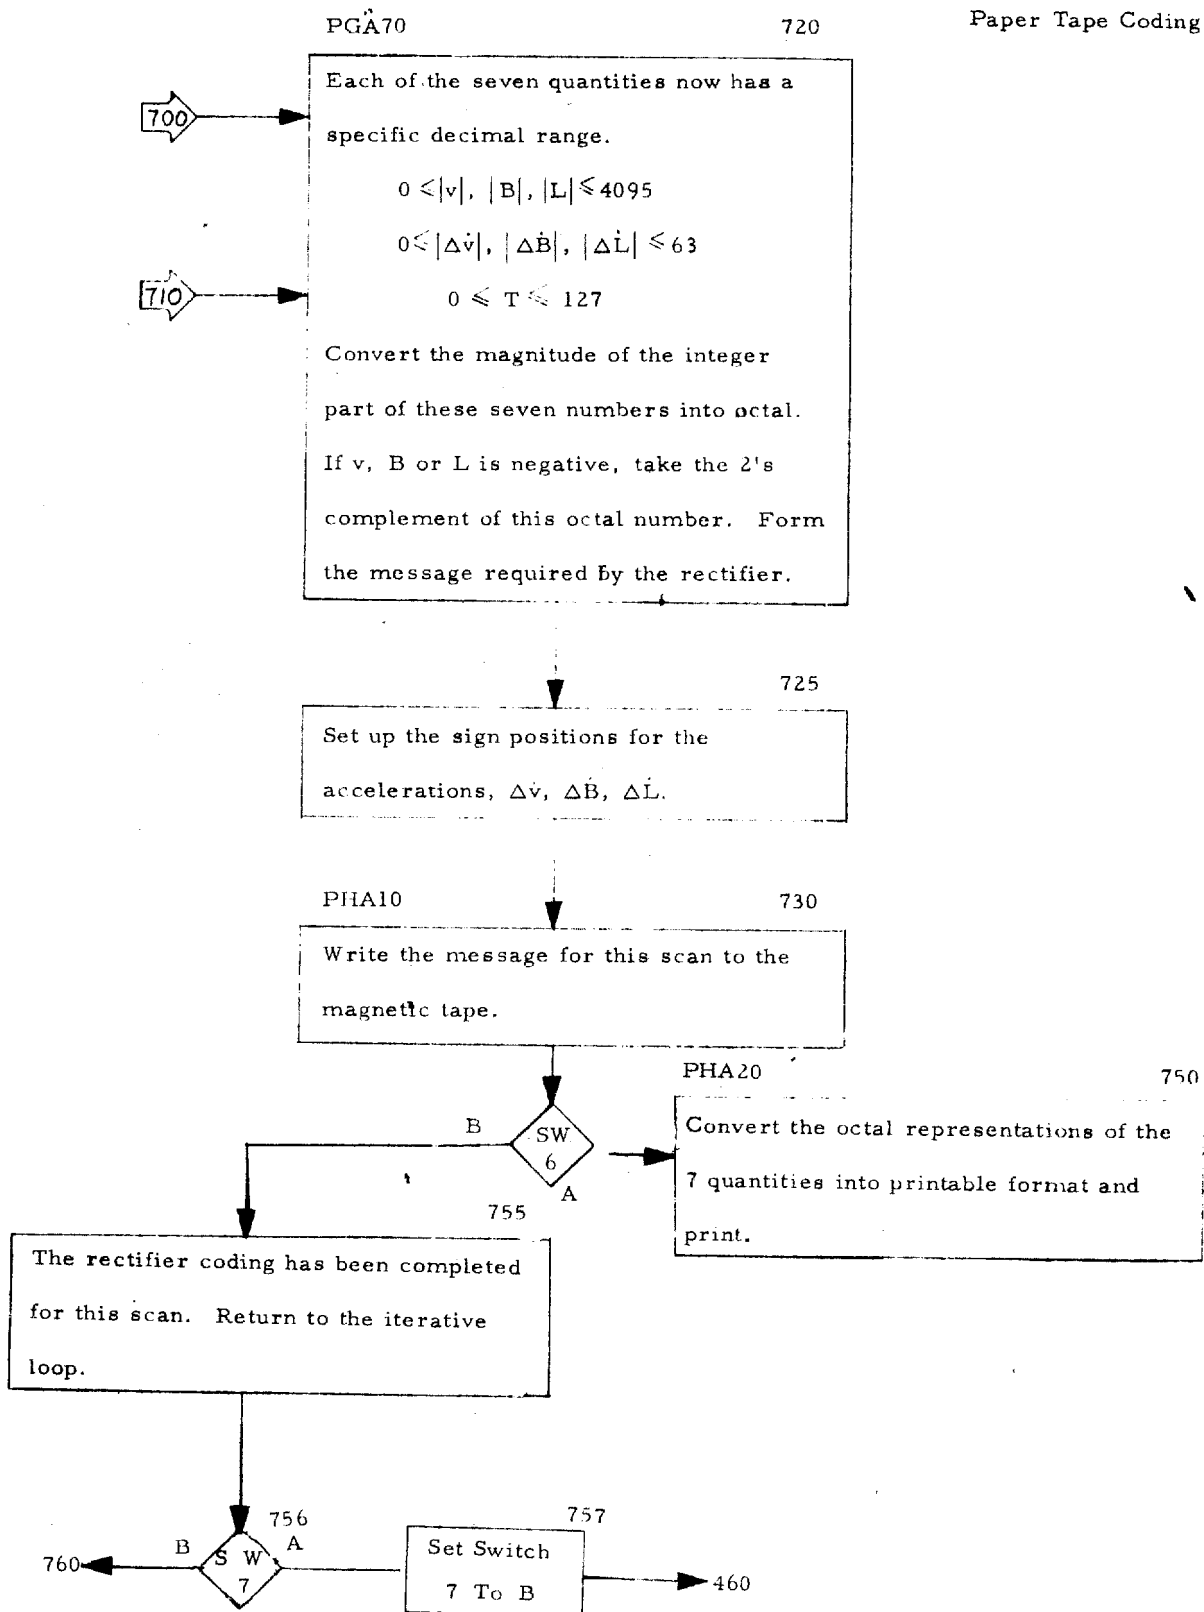 PGA70 720 Paper Tape Coding
Each of the seven quantities now has a
700
specific decimal range.
0 ≤ |v|, |B|, |L| ≤ 4095
0 ≤ |Δv̇|, |ΔḂ|, |ΔL̇| ≤ 63
710
0 ≤ T ≤ 127
Convert the magnitude of the integer
part of these seven numbers into octal.
If v, B or L is negative, take the 2's
complement of this octal number. Form
the message required by the rectifier.
725
Set up the sign positions for the
accelerations, Δv̇, ΔḂ, ΔL̇.
PHA10 730
Write the message for this scan to the
magnetic tape.
PHA20 750
B
SW
6
A
Convert the octal representations of the
7 quantities into printable format and
print.
755
The rectifier coding has been completed
for this scan. Return to the iterative
loop.
756
B
S W
7
A
760
757
Set Switch
7 To B
460